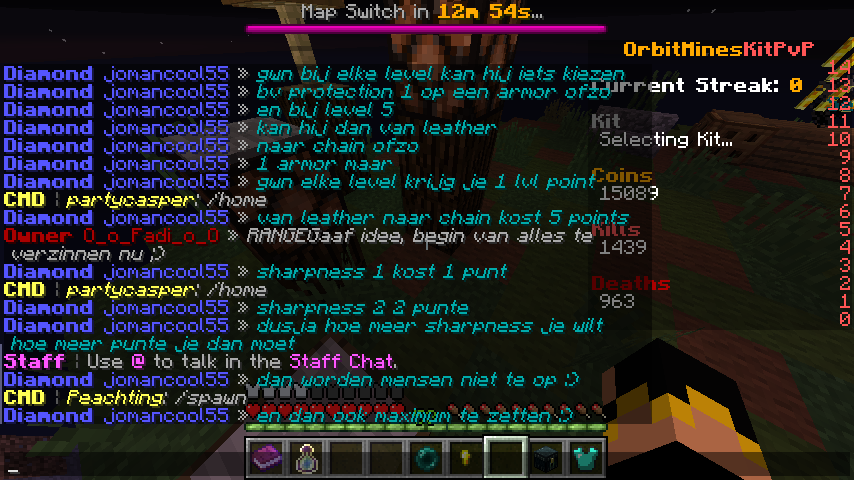 Map Switch in 12m 54s...
OrbitMinesKitPvP
Current Streak: 0
Kit
Selecting Kit...
Coins
15089
Kills
1439
Deaths
963
14
13
12
11
10
9
8
7
6
5
4
3
2
1
0
Diamond jomancool55 » gwn bij elke level kan hij iets kiezen
Diamond jomancool55 » bv protection 1 op een armor ofzo
Diamond jomancool55 » en bij level 5
Diamond jomancool55 » kan hij dan van leather
Diamond jomancool55 » naar chain ofzo
Diamond jomancool55 » 1 armor maar
Diamond jomancool55 » gwn elke level krijg je 1 lvl point
CMD | partycasper: /home
Diamond jomancool55 » van leather naar chain kost 5 points
Owner O_o_Fadi_o_O » RANGEGaaf idee, begin van alles te
verzinnen nu ;)
Diamond jomancool55 » sharpness 1 kost 1 punt
CMD | partycasper: /home
Diamond jomancool55 » sharpness 2 2 punte
Diamond jomancool55 » dusja hoe meer sharpness je wilt
hoe meer punte je dan moet
Staff | Use @ to talk in the Staff Chat.
Diamond jomancool55 » dan worden mensen niet te op :)
CMD | Peachting: /spawn
Diamond jomancool55 » en dan ook maximum te zetten :)
_